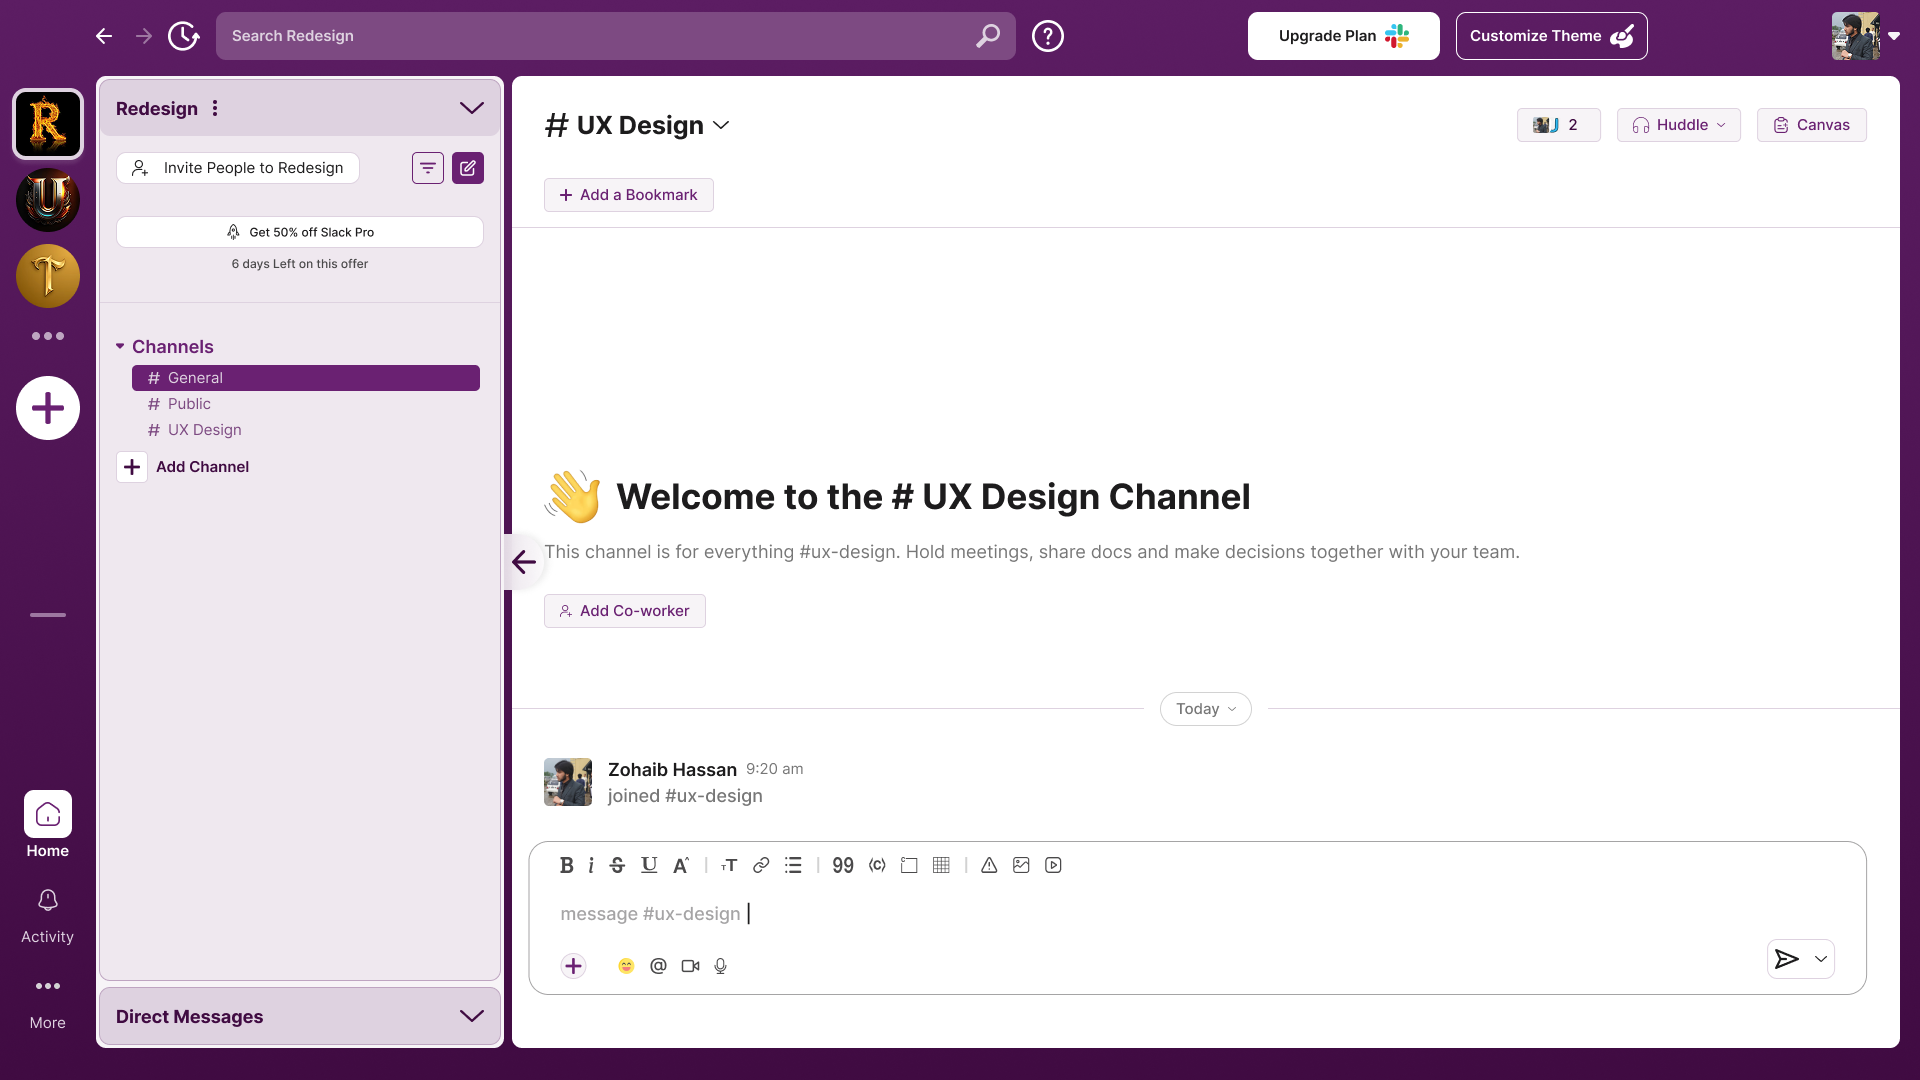 Search Redesign
Upgrade Plan
Customize Theme
R
U
T
Home
Activity
More
Redesign
Invite People to Redesign
Get 50% off Slack Pro
6 days Left on this offer
Channels
# General
# Public
# UX Design
Add Channel
Direct Messages
# UX Design
2
Huddle
Canvas
Add a Bookmark
Welcome to the # UX Design Channel
This channel is for everything #ux-design. Hold meetings, share docs and make decisions together with your team.
Add Co-worker
Today
Zohaib Hassan 9:20 am
joined #ux-design
message #ux-design